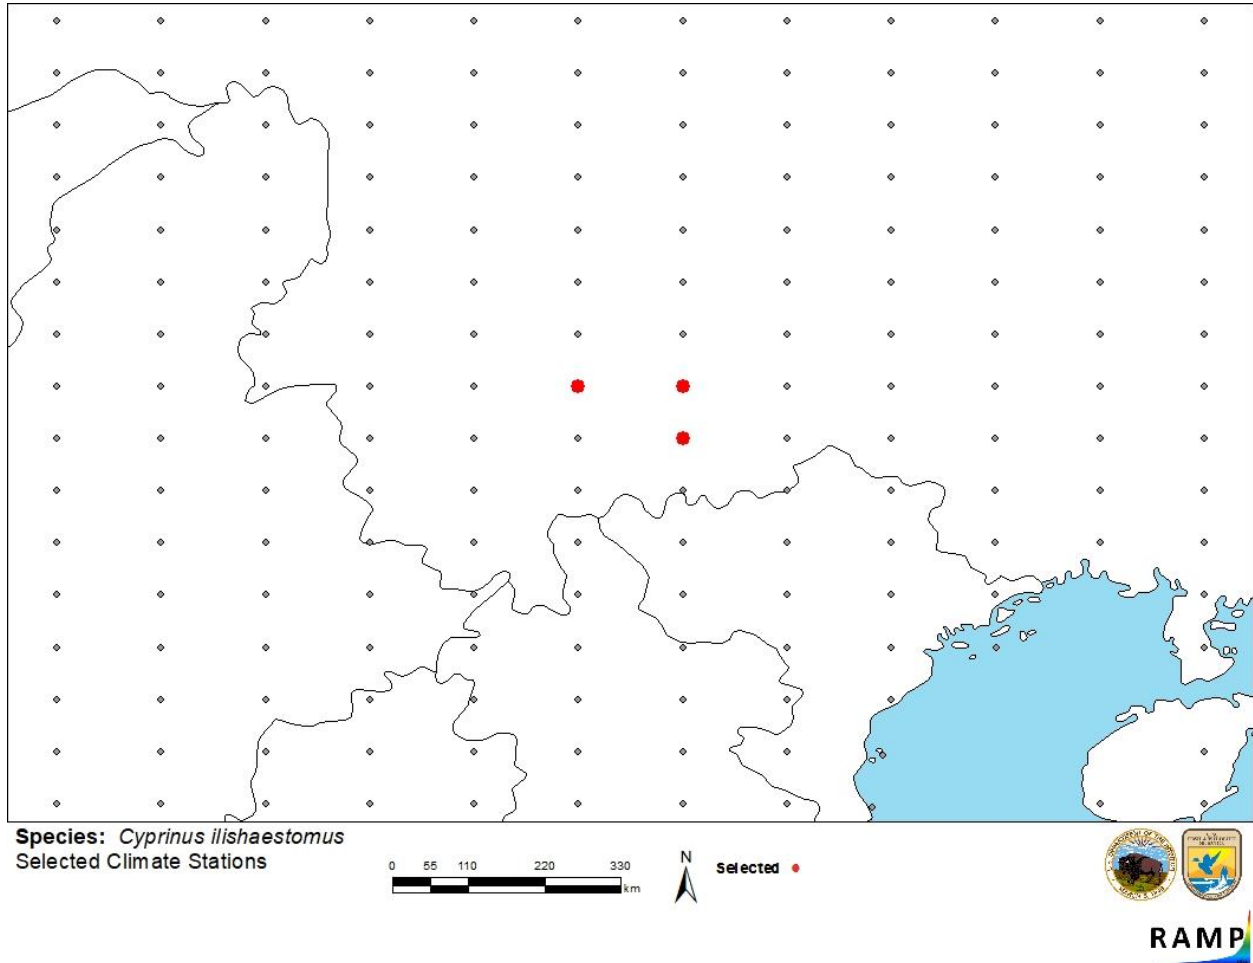 Species: Cyprinus ilishaestomus
Selected Climate Stations
0 55 110 220 330
km
N
Selected
RAMP